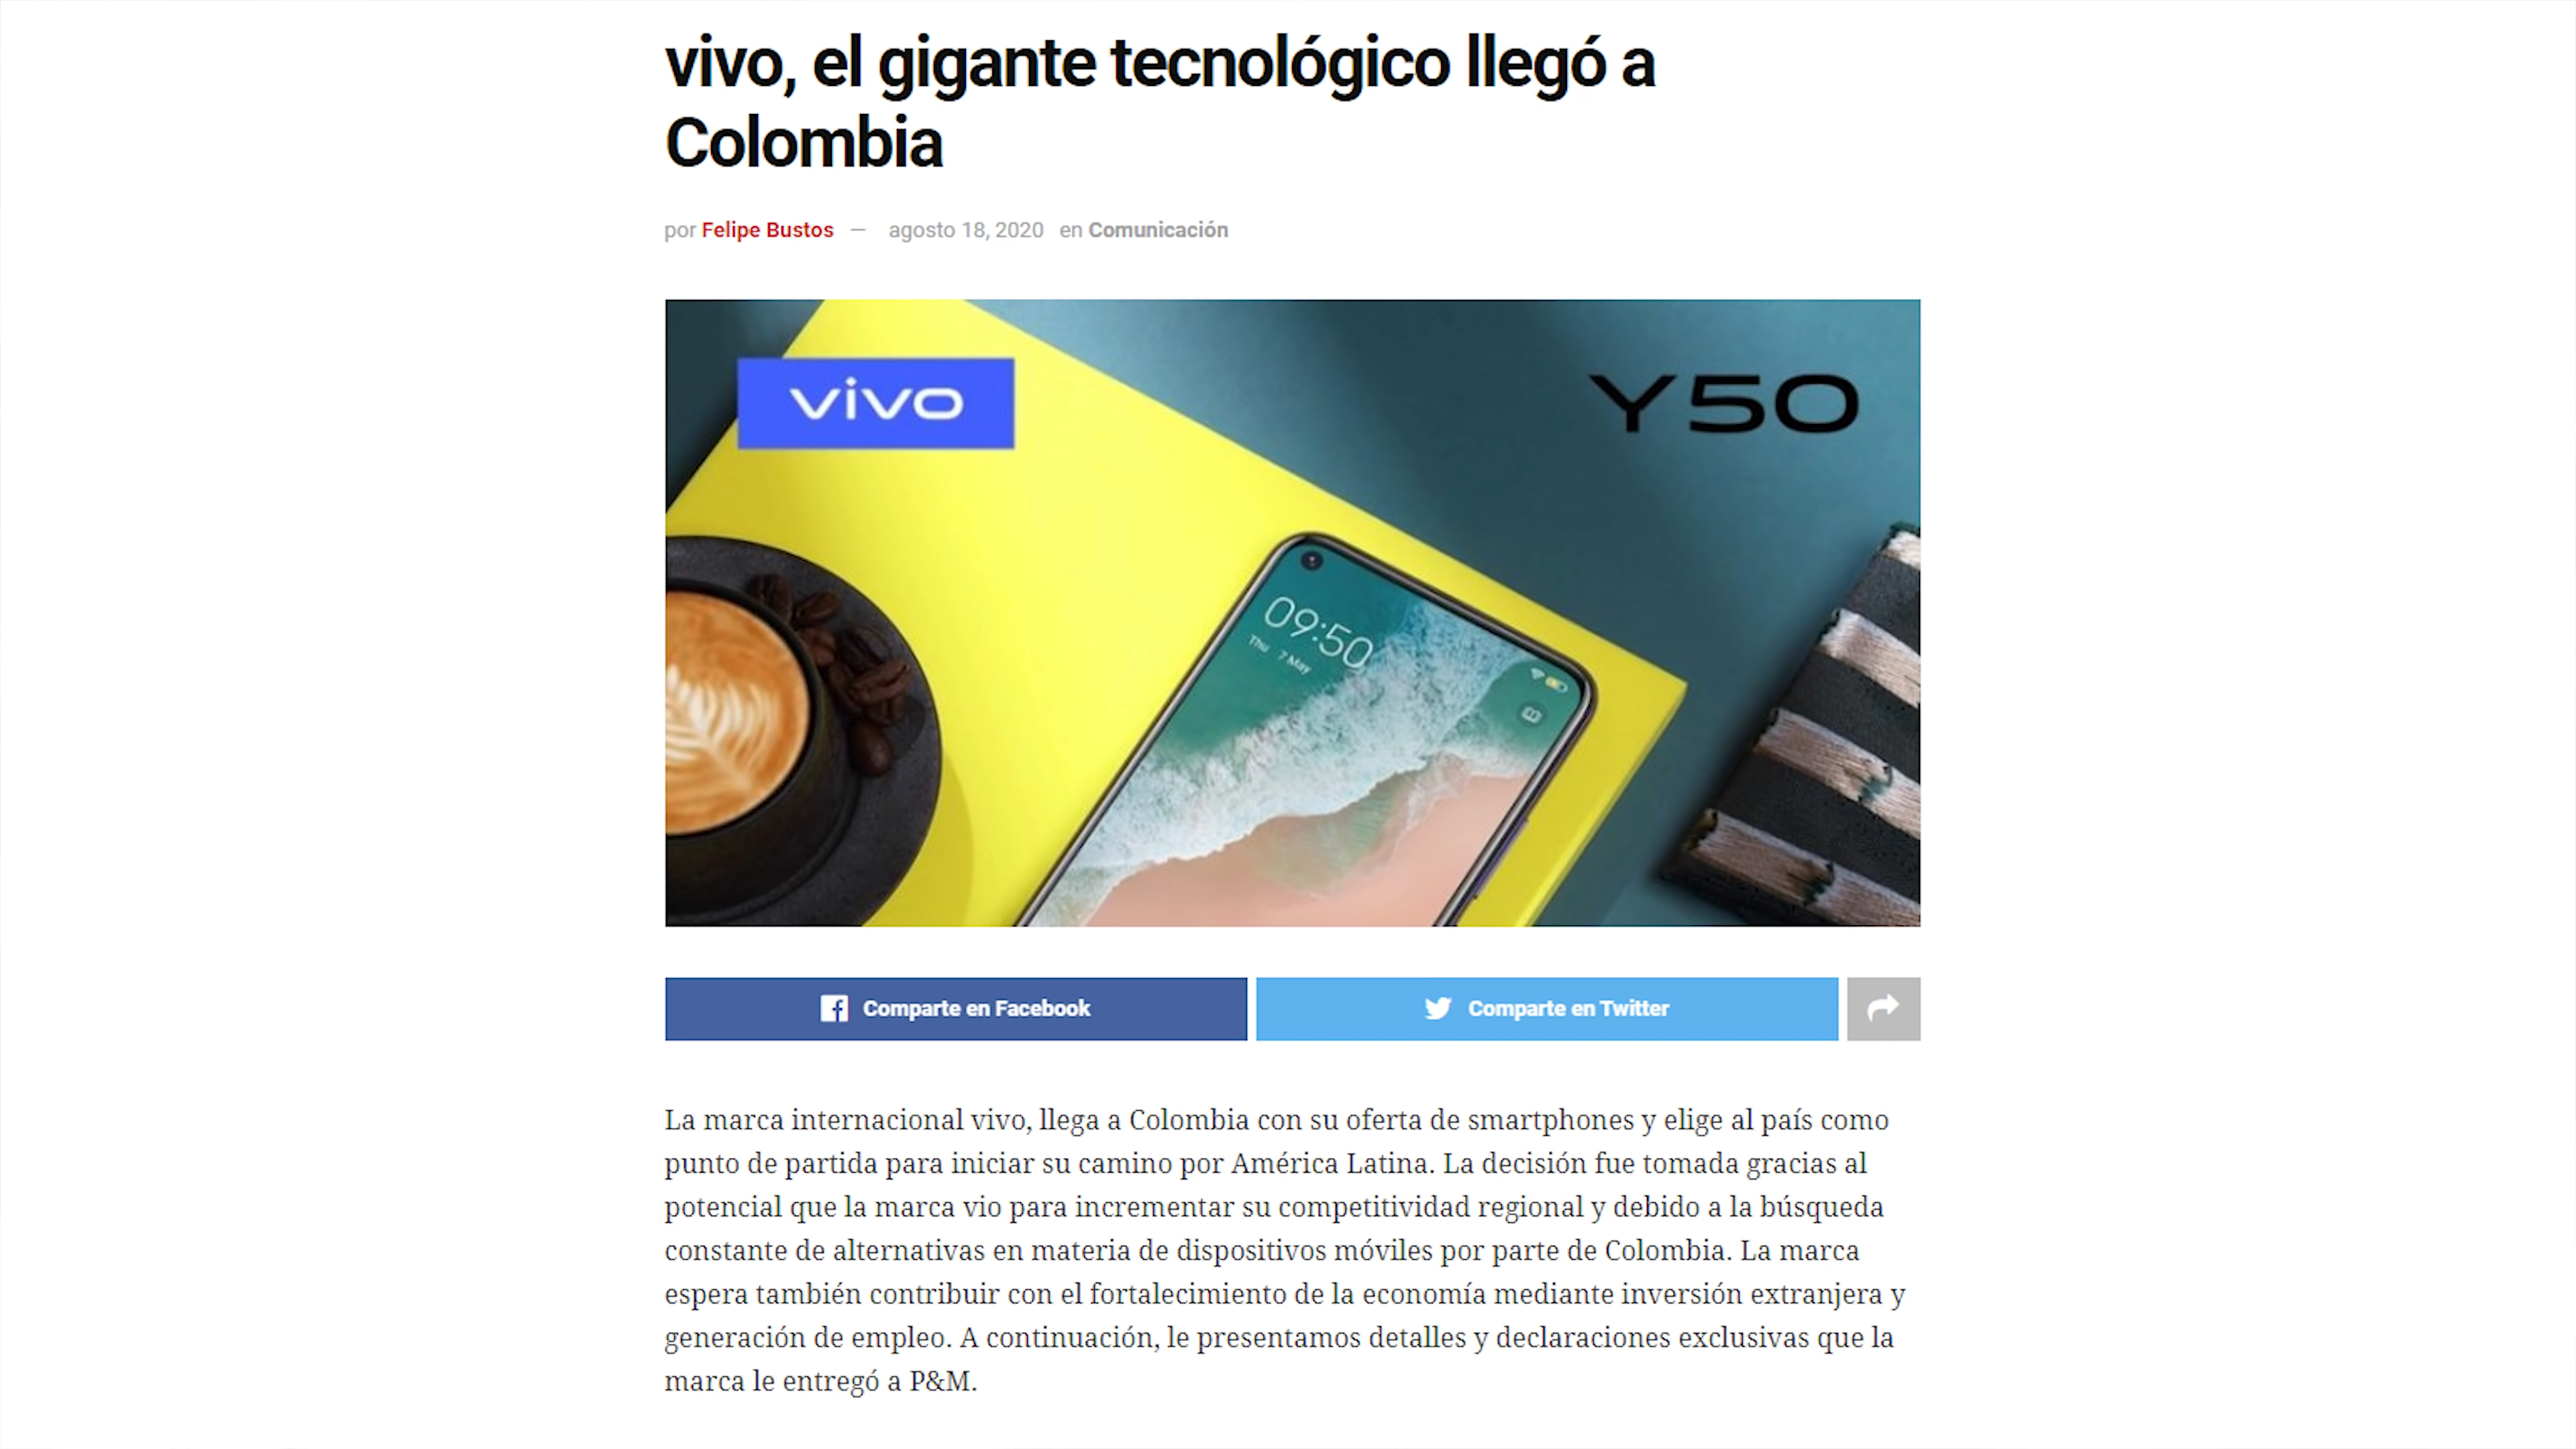 vivo, el gigante tecnológico llegó a
Colombia
por Felipe Bustos — agosto 18, 2020 en Comunicación
vivo
Y50
09:50
Thu 7 May
Comparte en Facebook
Comparte en Twitter
La marca internacional vivo, llega a Colombia con su oferta de smartphones y elige al país como
punto de partida para iniciar su camino por América Latina. La decisión fue tomada gracias al
potencial que la marca vio para incrementar su competitividad regional y debido a la búsqueda
constante de alternativas en materia de dispositivos móviles por parte de Colombia. La marca
espera también contribuir con el fortalecimiento de la economía mediante inversión extranjera y
generación de empleo. A continuación, le presentamos detalles y declaraciones exclusivas que la
marca le entregó a P&M.